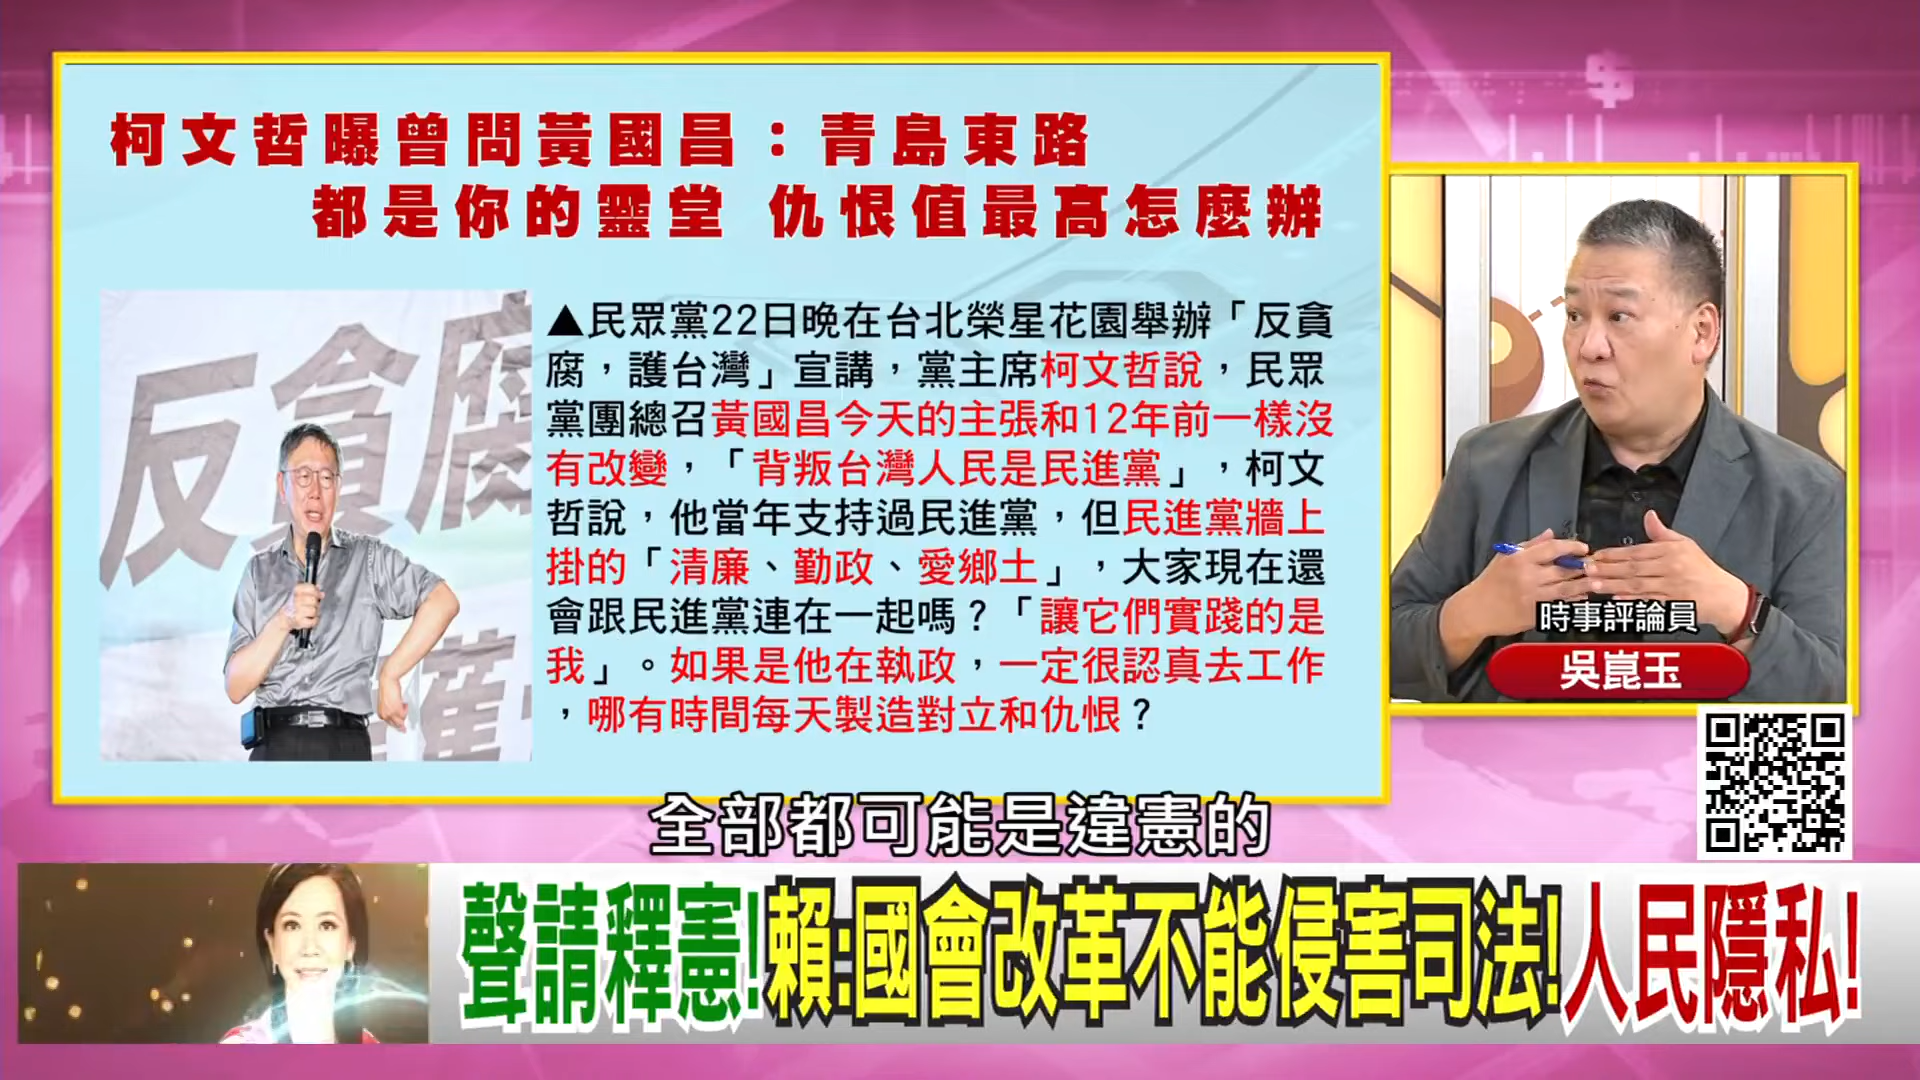 柯文哲曝曾問黃國昌：青島東路
都是你的靈堂 仇恨值最高怎麼辦
▲民眾黨22日晚在台北榮星花園舉辦「反貪
腐，護台灣」宣講，黨主席柯文哲說，民眾
黨團總召黃國昌今天的主張和12年前一樣沒
有改變，「背叛台灣人民是民進黨」，柯文
哲說，他當年支持過民進黨，但民進黨牆上
掛的「清廉、勤政、愛鄉土」，大家現在還
會跟民進黨連在一起嗎？「讓它們實踐的是
我」。如果是他在執政，一定很認真去工作
，哪有時間每天製造對立和仇恨？
反貪腐
時事評論員
吳崑玉
全部都可能是違憲的
聲請釋憲!賴:國會改革不能侵害司法!人民隱私!